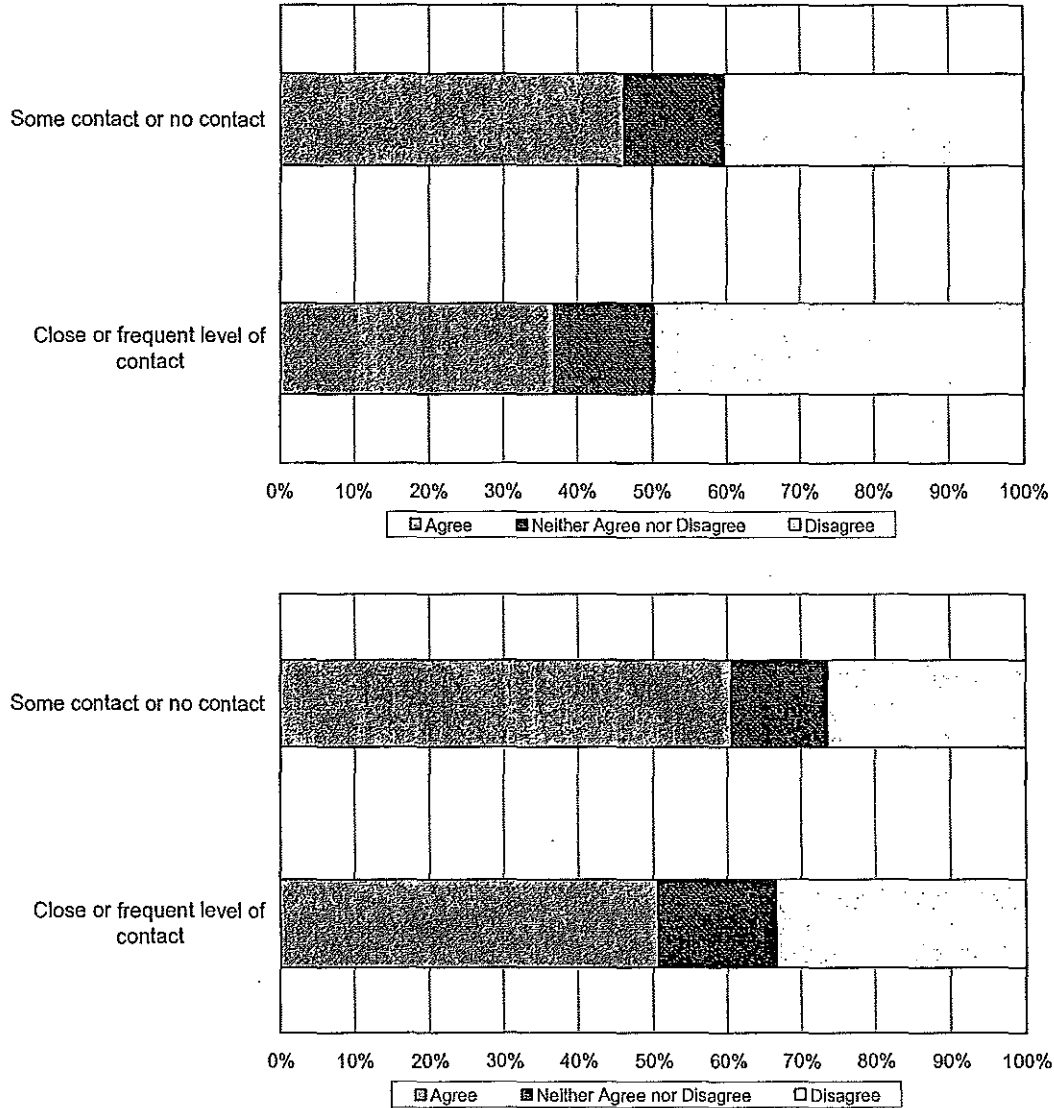 Some contact or no contact
Close or frequent level of
contact
0% 10% 20% 30% 40% 50% 60% 70% 80% 90% 100%
Agree Neither Agree nor Disagree Disagree
Some contact or no contact
Close or frequent level of
contact
0% 10% 20% 30% 40% 50% 60% 70% 80% 90% 100%
Agree Neither Agree nor Disagree Disagree